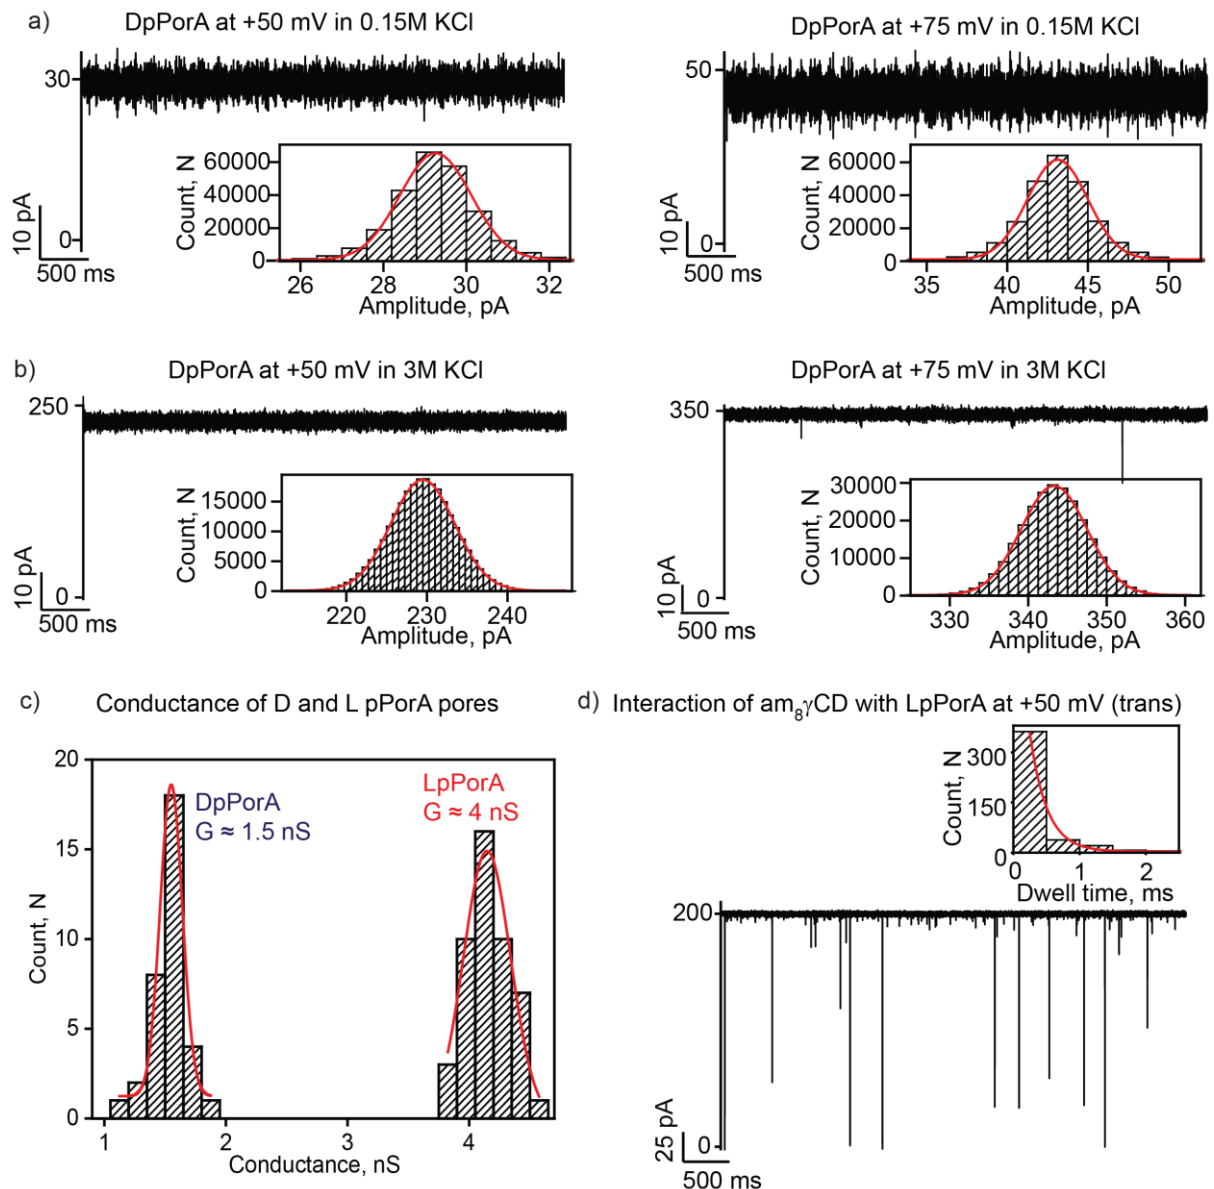 a)
DpPorA at +50 mV in 0.15M KCl
30
0
10 pA
500 ms
Count, N
60000
40000
20000
0
26 28 30 32
Amplitude, pA
DpPorA at +75 mV in 0.15M KCl
50
0
10 pA
500 ms
Count, N
60000
40000
20000
0
35 40 45 50
Amplitude, pA
b)
DpPorA at +50 mV in 3M KCl
250
0
10 pA
500 ms
Count, N
15000
10000
5000
0
220 230 240
Amplitude, pA
DpPorA at +75 mV in 3M KCl
350
0
10 pA
500 ms
Count, N
30000
20000
10000
0
330 340 350 360
Amplitude, pA
c)
Conductance of D and L pPorA pores
Count, N
20
15
10
5
0
DpPorA
G ≈ 1.5 nS
LpPorA
G ≈ 4 nS
1 2 3 4
Conductance, nS
d)
Interaction of am₈γCD with LpPorA at +50 mV (trans)
Count, N
300
150
0
0 1 2
Dwell time, ms
200
0
25 pA
500 ms